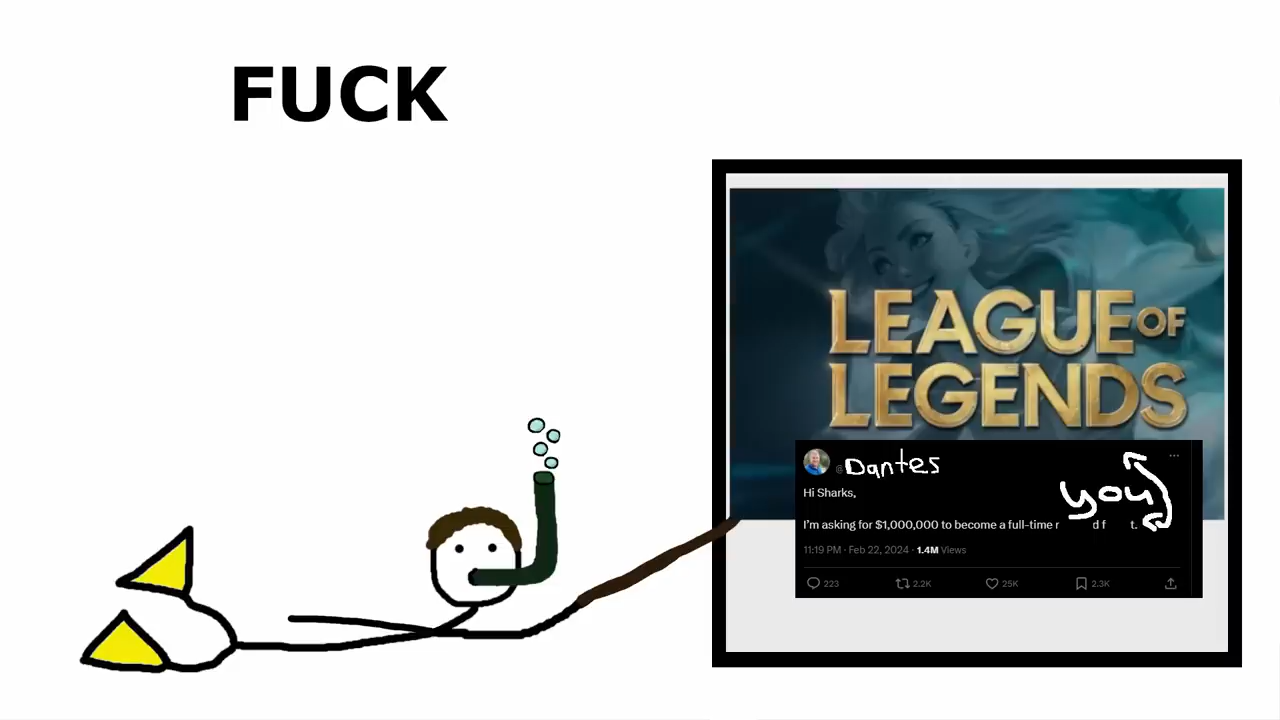 FUCK
LEAGUE OF
LEGENDS
@ Dantes
Hi Sharks,
you
I'm asking for $1,000,000 to become a full-time r d f t.
11:19 PM · Feb 22, 2024 · 1.4M Views
223 2.2K 25K 2.3K